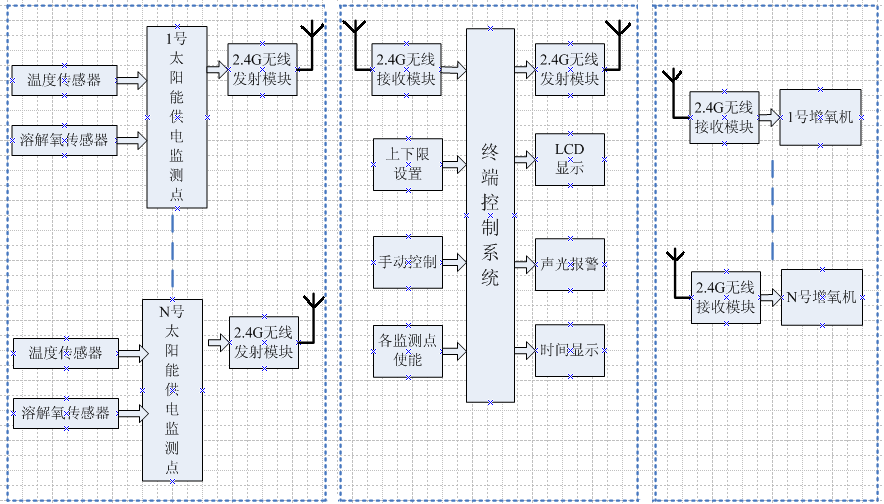 温度传感器
溶解氧传感器
1号太阳能供电监测点
2.4G无线
发射模块
温度传感器
溶解氧传感器
N号太阳能供电监测点
2.4G无线
发射模块
2.4G无线
接收模块
上下限
设置
手动控制
各监测点
使能
终端控制系统
2.4G无线
发射模块
LCD
显示
声光报警
时间显示
2.4G无线
接收模块
1号增氧机
2.4G无线
接收模块
N号增氧机